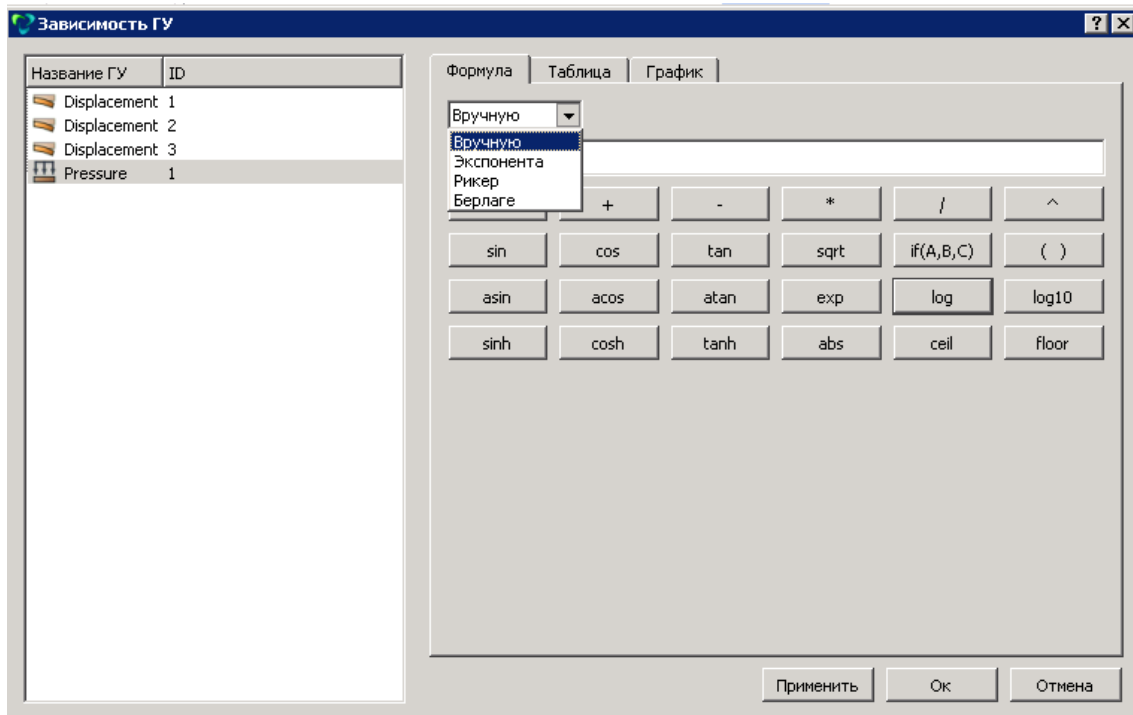 Зависимость ГУ
Название ГУ ID
Displacement 1
Displacement 2
Displacement 3
Pressure 1
Формула Таблица График
Вручную
Вручную
Экспонента
Рикер
Берлаге
+ - * / ^
sin cos tan sqrt if(A,B,C) ( )
asin acos atan exp log log10
sinh cosh tanh abs ceil floor
Применить Ок Отмена